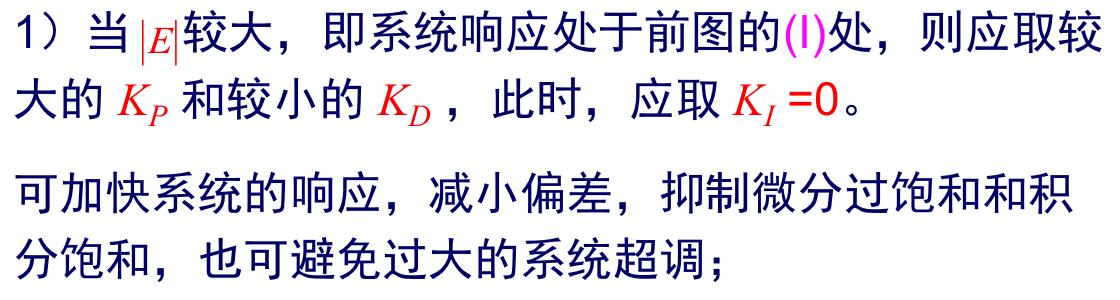 1）当|E|较大，即系统响应处于前图的(I)处，则应取较
大的 K_P 和较小的 K_D ，此时，应取 K_I =0。
可加快系统的响应，减小偏差，抑制微分过饱和和积
分饱和，也可避免过大的系统超调；